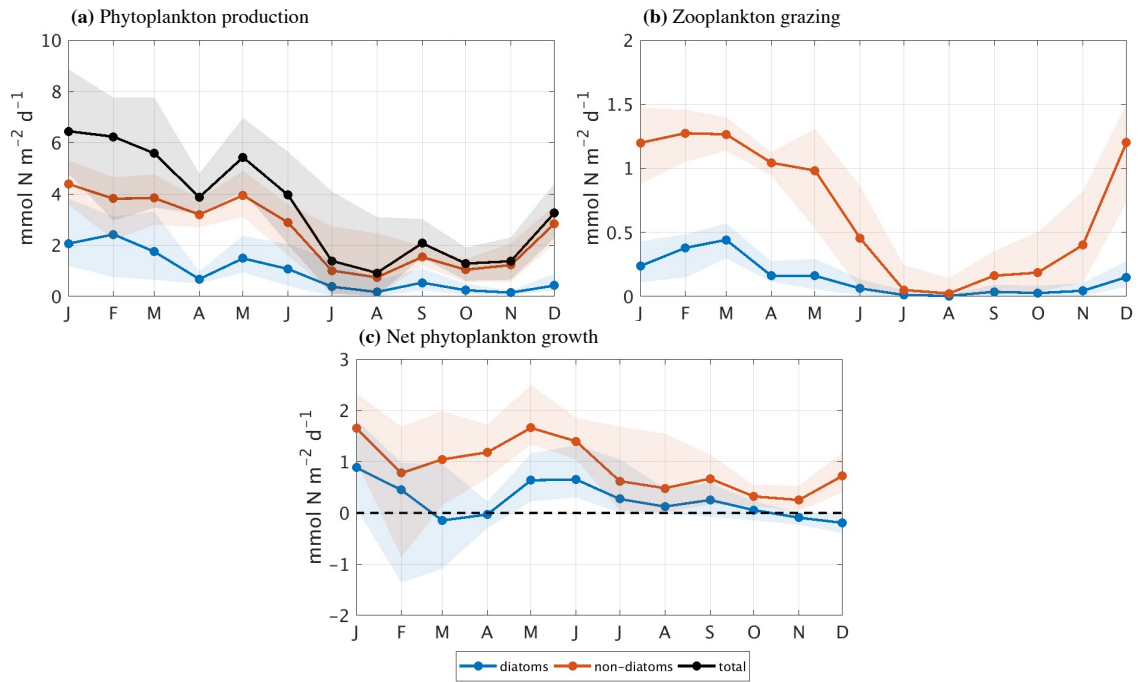 (a) Phytoplankton production
10
8
6
4
2
0
mmol N m⁻² d⁻¹
J F M A M J J A S O N D
(b) Zooplankton grazing
2
1.5
1
0.5
0
mmol N m⁻² d⁻¹
J F M A M J J A S O N D
(c) Net phytoplankton growth
3
2
1
0
-1
-2
mmol N m⁻² d⁻¹
J F M A M J J A S O N D
diatoms non-diatoms total